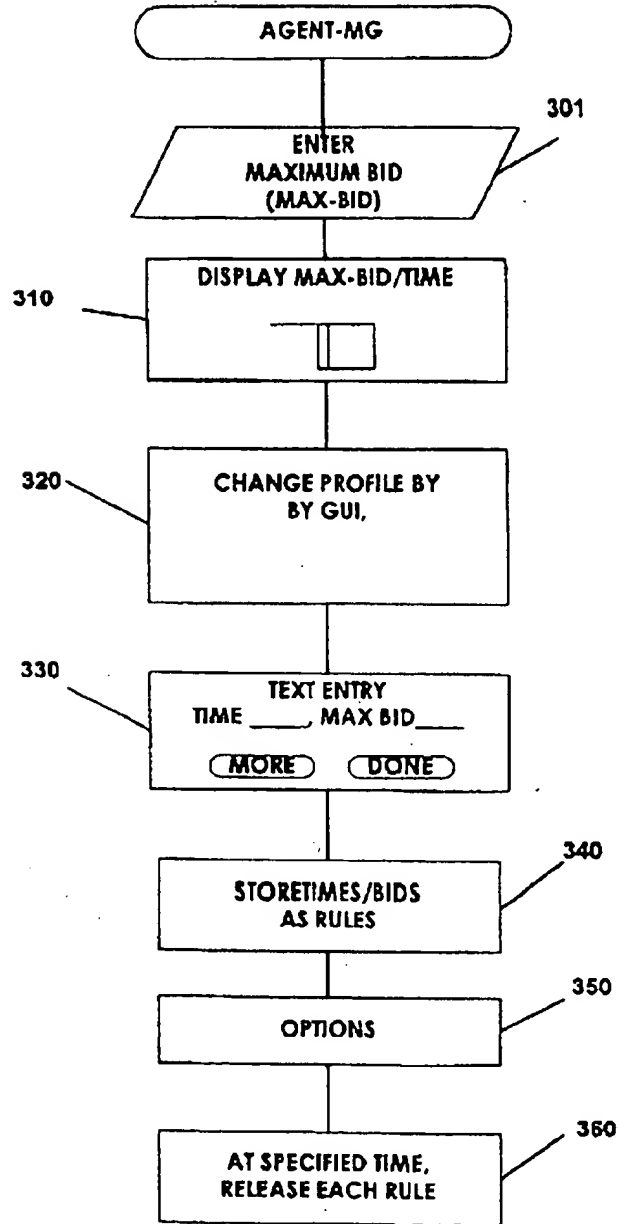 AGENT-MG
301
ENTER
MAXIMUM BID
(MAX-BID)
310
DISPLAY MAX-BID/TIME
320
CHANGE PROFILE BY
BY GUI,
330
TEXT ENTRY
TIME ____, MAX BID____
MORE DONE
340
STORETIMES/BIDS
AS RULES
350
OPTIONS
360
AT SPECIFIED TIME,
RELEASE EACH RULE